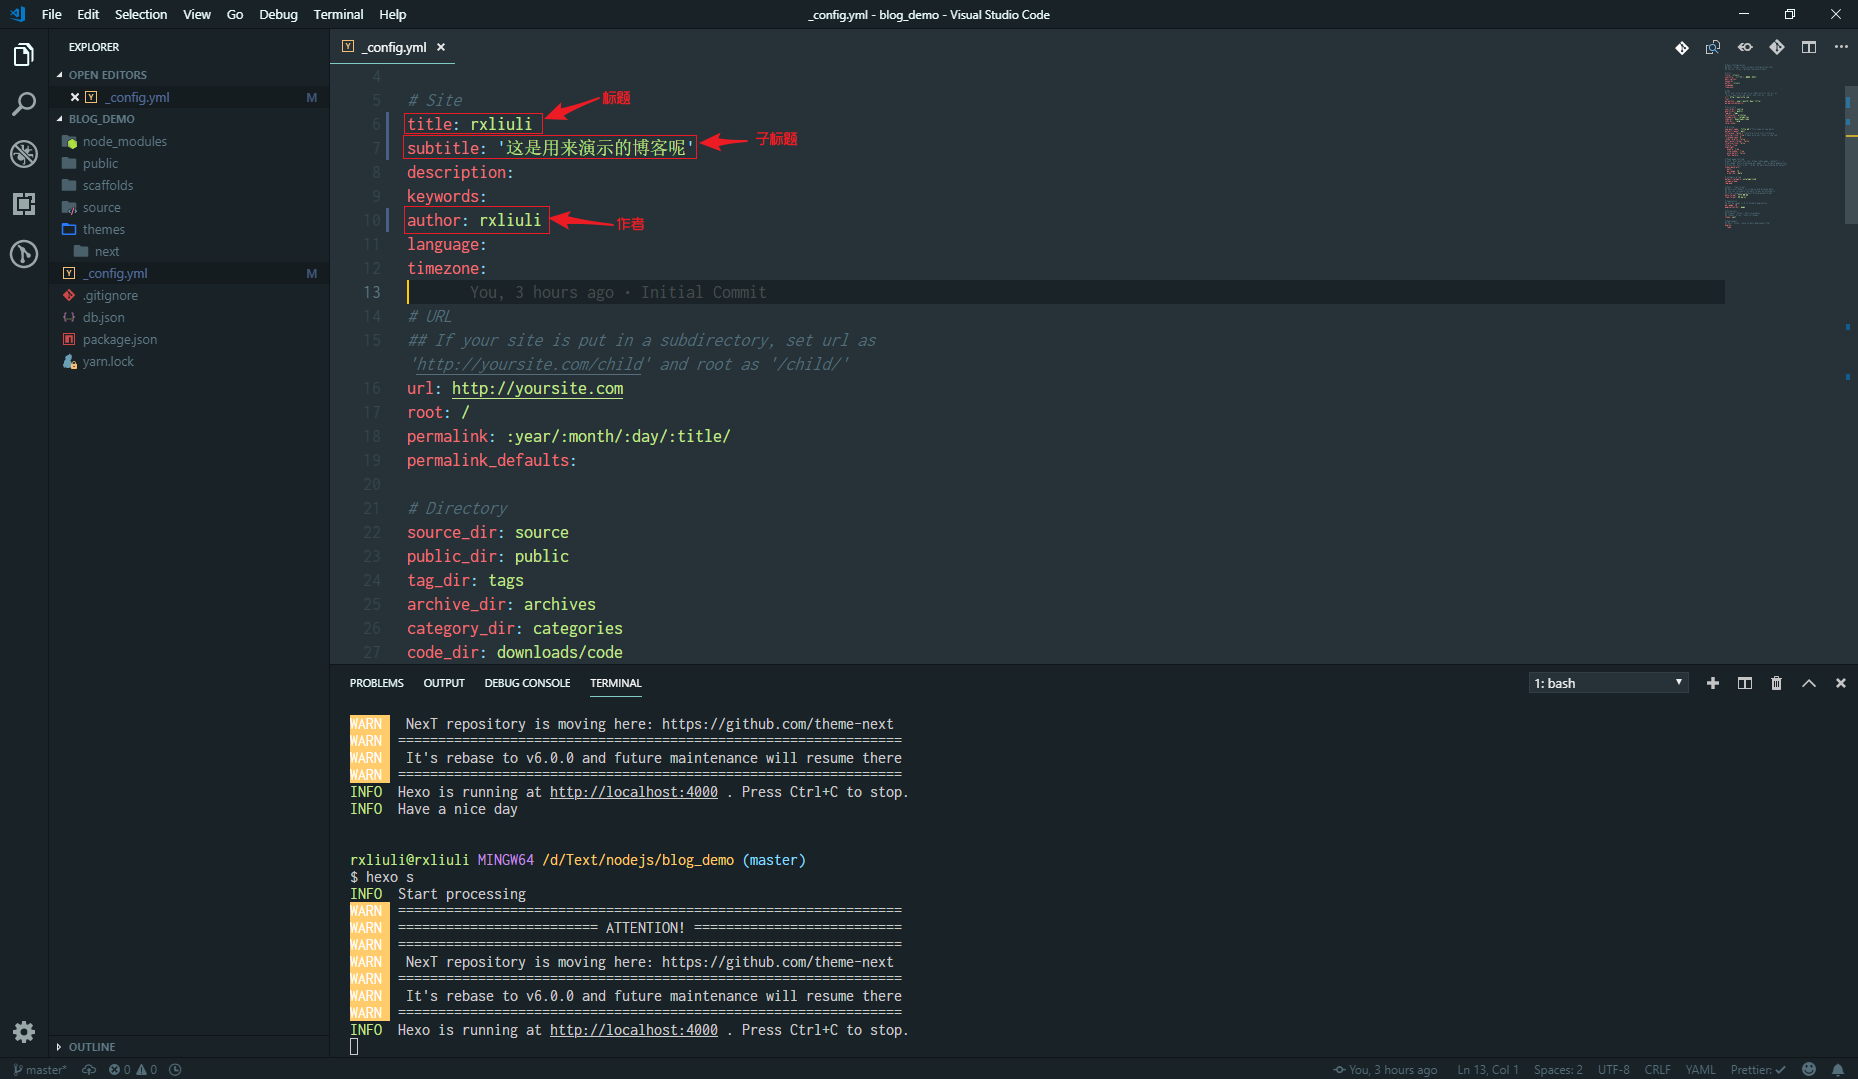 File Edit Selection View Go Debug Terminal Help
_config.yml - blog_demo - Visual Studio Code
EXPLORER
OPEN EDITORS
_config.yml M
BLOG_DEMO
node_modules
public
scaffolds
source
themes
next
_config.yml M
.gitignore
db.json
package.json
yarn.lock
OUTLINE
_config.yml
4
5 # Site
标题
6 title: rxliuli
子标题
7 subtitle: '这是用来演示的博客呢'
8 description:
9 keywords:
10 author: rxliuli
作者
11 language:
12 timezone:
13 You, 3 hours ago • Initial Commit
14 # URL
15 ## If your site is put in a subdirectory, set url as
'http://yoursite.com/child' and root as '/child/'
16 url: http://yoursite.com
17 root: /
18 permalink: :year/:month/:day/:title/
19 permalink_defaults:
20
21 # Directory
22 source_dir: source
23 public_dir: public
24 tag_dir: tags
25 archive_dir: archives
26 category_dir: categories
27 code_dir: downloads/code
PROBLEMS OUTPUT DEBUG CONSOLE TERMINAL
1: bash
WARN NexT repository is moving here: https://github.com/theme-next
WARN ===============================================================
WARN It's rebase to v6.0.0 and future maintenance will resume there
WARN ===============================================================
INFO Hexo is running at http://localhost:4000 . Press Ctrl+C to stop.
INFO Have a nice day
rxliuli@rxliuli MINGW64 /d/Text/nodejs/blog_demo (master)
$ hexo s
INFO Start processing
WARN ===============================================================
WARN ========================= ATTENTION! ==========================
WARN ===============================================================
WARN NexT repository is moving here: https://github.com/theme-next
WARN ===============================================================
WARN It's rebase to v6.0.0 and future maintenance will resume there
WARN ===============================================================
INFO Hexo is running at http://localhost:4000 . Press Ctrl+C to stop.
master* 0 0 You, 3 hours ago Ln 13, Col 1 Spaces: 2 UTF-8 CRLF YAML Prettier: ✓